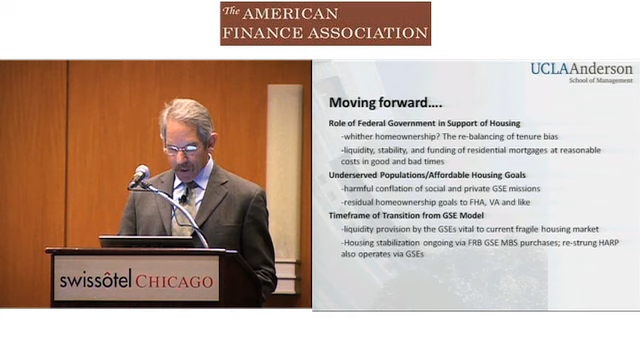 The AMERICAN
FINANCE ASSOCIATION
UCLAAnderson
School of Management
Moving forward....
Role of Federal Government in Support of Housing
-whither homeownership? The re-balancing of tenure bias
-liquidity, stability, and funding of residential mortgages at reasonable
costs in good and bad times
Underserved Populations/Affordable Housing Goals
-harmful conflation of social and private GSE missions
-residual homeownership goals to FHA, VA and like
Timeframe of Transition from GSE Model
-liquidity provision by the GSEs vital to current fragile housing market
-Housing stabilization ongoing via FRB GSE MBS purchases; re-strung HARP
also operates via GSEs
swissôtel CHICAGO